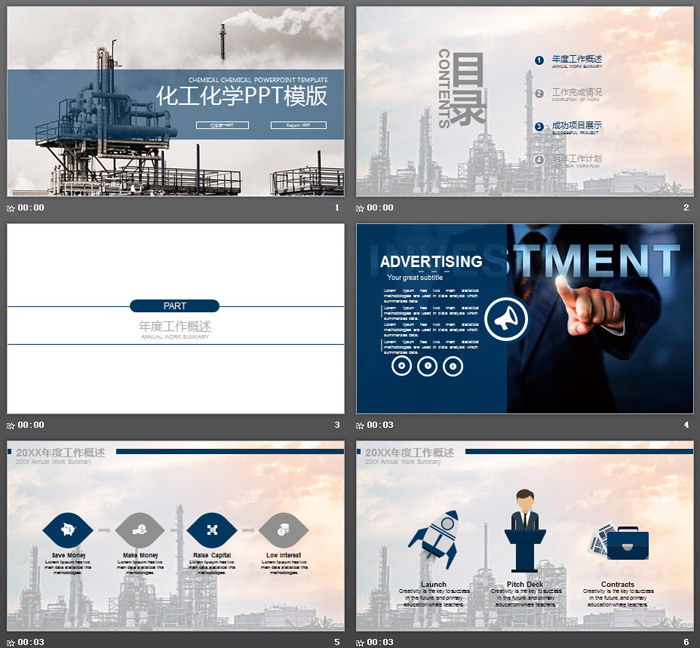 CHEMICAL CHEMICAL POWERPOINT TEMPLATE
化工化学PPT模版
Report PPT
00:00
1
目录
CONTENTS
1
年度工作概述
ANNUAL WORK SUMMARY
2
工作完成情况
COMPLETION OF WORK
3
成功项目展示
SUCCESSFUL PROJECT
4
年工作计划
WORK PLAN
00:00
2
PART
年度工作概述
ANNUAL WORK SUMMARY
00:00
3
INVESTMENT
ADVERTISING
Your great subtitle
Lorem Ipsum has two main statistical
methodologies are used in data analysis which
summarizes data.
Lorem Ipsum has two main statistical
methodologies are used in data analysis which
summarizes data.
Lorem Ipsum has two main statistical
methodologies are used in data analysis which
summarizes data.
Lorem Ipsum has two main statistical
methodologies are used in data analysis which
summarizes data.
00:03
4
20XX年度工作概述
20XX Annual Work Summary
Save Money
Lorem Ipsum has two
main data statistical the
methodologies.
Make Money
Lorem Ipsum has two
main data statistical the
methodologies.
Raise Capital
Lorem Ipsum has two
main data statistical the
methodologies.
Low Interest
Lorem Ipsum has two
main data statistical the
methodologies.
00:03
5
20XX年度工作概述
20XX Annual Work Summary
Launch
Creativity is the key to success
in the future, and primary
education where teachers.
Pitch Deck
Creativity is the key to success
in the future, and primary
education where teachers.
Contracts
Creativity is the key to success
in the future, and primary
education where teachers.
00:03
6